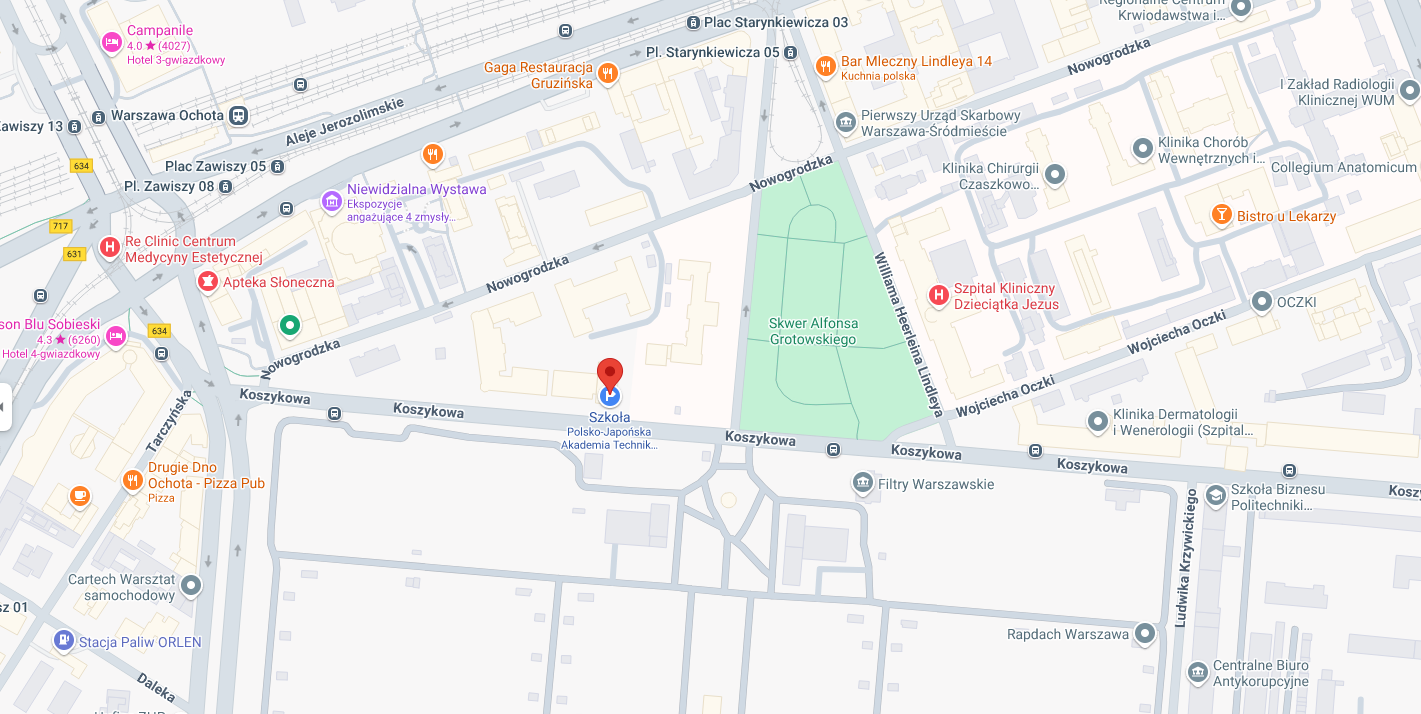 Regionalne Centrum
Krwiodawstwa i...
Plac Starynkiewicza 03
Campanile
4.0 ★ (4027)
Hotel 3-gwiazdkowy
Pl. Starynkiewicza 05
Nowogrodzka
Gaga Restauracja
Gruzińska
Bar Mleczny Lindleya 14
Kuchnia polska
I Zakład Radiologii
Klinicznej WUM
Aleje Jerozolimskie
Warszawa Ochota
Zawiszy 13
Pierwszy Urząd Skarbowy
Warszawa-Śródmieście
Klinika Chorób
Wewnętrznych i...
634
Plac Zawiszy 05
Nowogrodzka
Klinika Chirurgii
Czaszkowo...
Collegium Anatomicum
Pl. Zawiszy 08
Niewidzialna Wystawa
Ekspozycje
angażujące 4 zmysły...
Bistro u Lekarzy
717
Re Clinic Centrum
Medycyny Estetycznej
631
Nowogrodzka
Williama Heerleina Lindleya
Apteka Słoneczna
Szpital Kliniczny
Dzieciątka Jezus
OCZKI
son Blu Sobieski
4.3 ★ (6260)
Hotel 4-gwiazdkowy
634
Skwer Alfonsa
Grotowskiego
Wojciecha Oczki
Nowogrodzka
Koszykowa
Koszykowa
Wojciecha Oczki
Tarczyńska
Szkoła
Polsko-Japońska
Akademia Technik...
Klinika Dermatologii
i Wenerologii (Szpital...
Koszykowa
Koszykowa
Koszykowa
Drugie Dno
Ochota - Pizza Pub
Pizza
Filtry Warszawskie
Szkoła Biznesu
Politechniki...
Koszy
Ludwika Krzywickiego
Cartech Warsztat
samochodowy
sz 01
Stacja Paliw ORLEN
Rapdach Warszawa
Centralne Biuro
Antykorupcyjne
Daleka